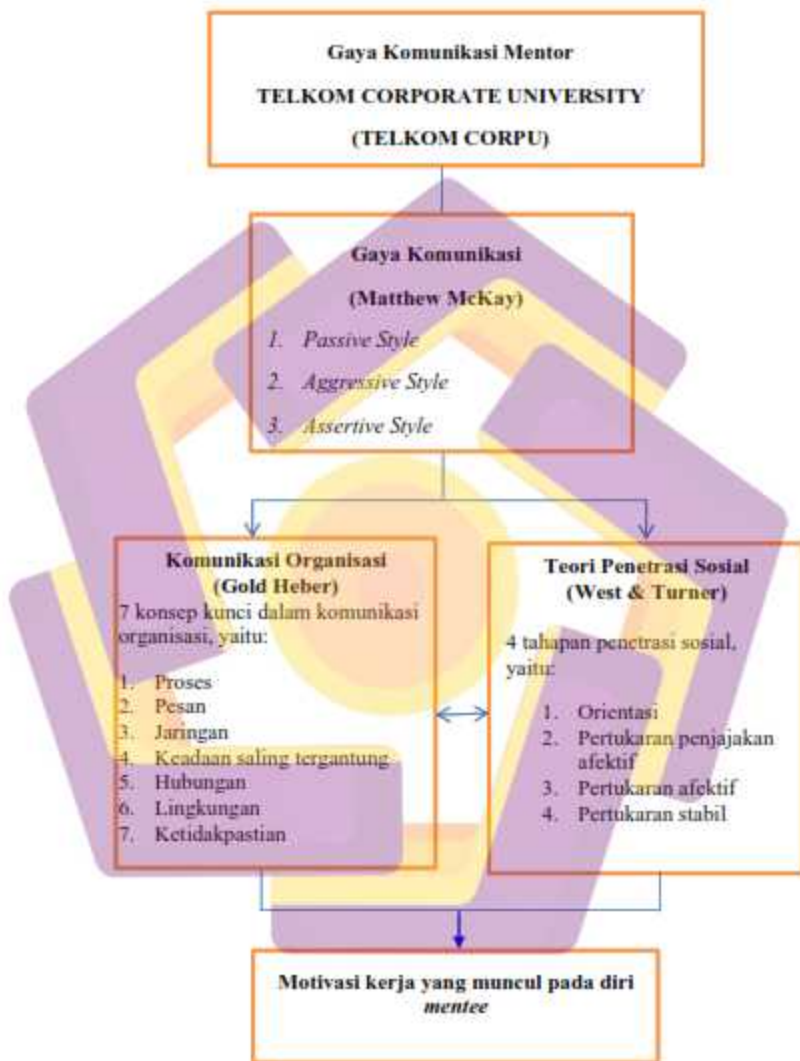 Gaya Komunikasi Mentor
TELKOM CORPORATE UNIVERSITY
(TELKOM CORPU)
Gaya Komunikasi
(Matthew McKay)
1. Passive Style
2. Aggressive Style
3. Assertive Style
Komunikasi Organisasi
(Gold Heber)
7 konsep kunci dalam komunikasi
organisasi, yaitu:
1. Proses
2. Pesan
3. Jaringan
4. Keadaan saling tergantung
5. Hubungan
6. Lingkungan
7. Ketidakpastian
Teori Penetrasi Sosial
(West & Turner)
4 tahapan penetrasi sosial,
yaitu:
1. Orientasi
2. Pertukaran penjajakan
afektif
3. Pertukaran afektif
4. Pertukaran stabil
Motivasi kerja yang muncul pada diri
mentee